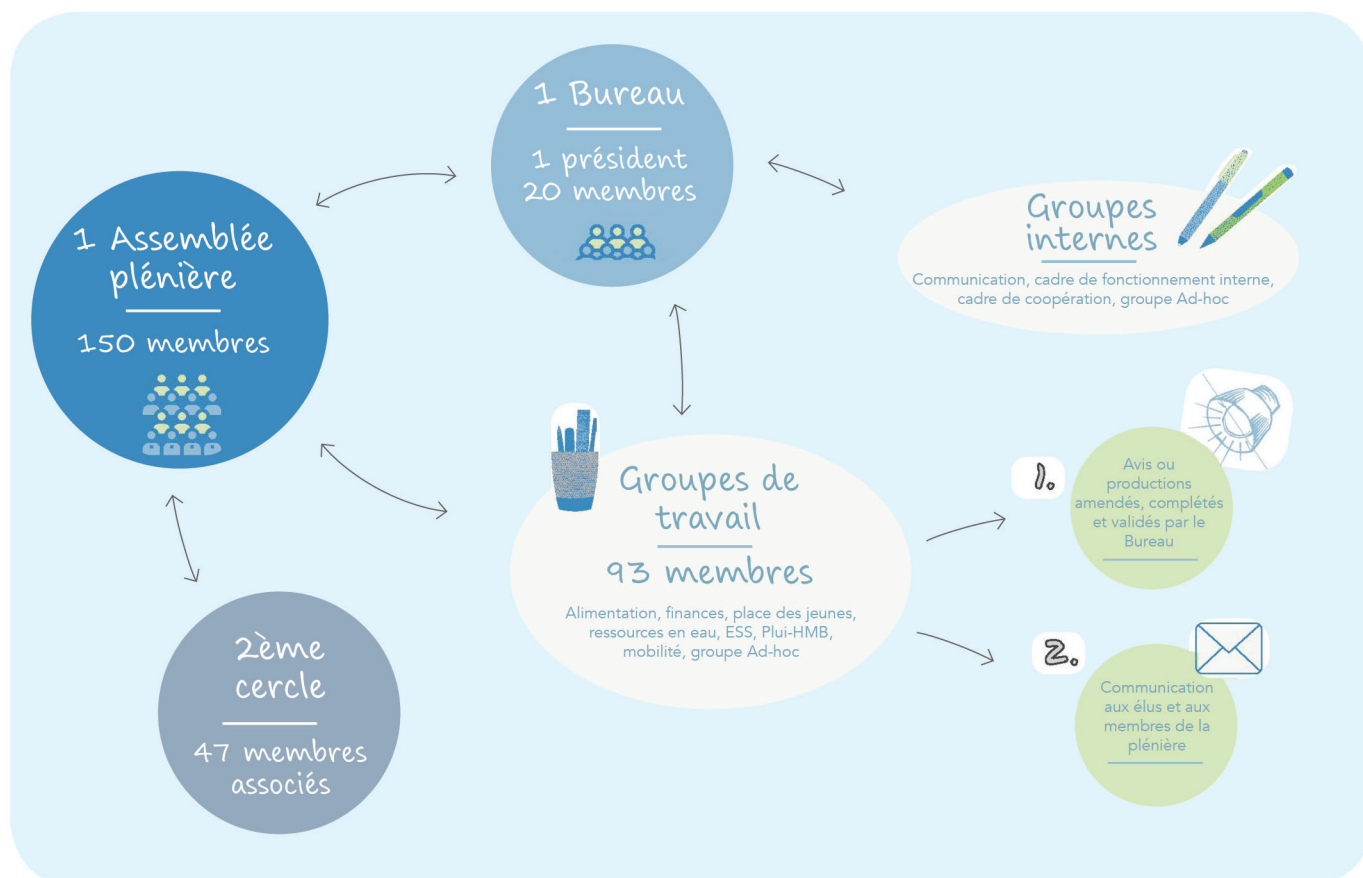 1 Assemblée
plénière
150 membres
1 Bureau
1 président
20 membres
Groupes
internes
Communication, cadre de fonctionnement interne,
cadre de coopération, groupe Ad-hoc
2ème
cercle
47 membres
associés
Groupes de
travail
93 membres
Alimentation, finances, place des jeunes,
ressources en eau, ESS, Plui-HMB,
mobilité, groupe Ad-hoc
1.
Avis ou
productions
amendés, complétés
et validés par le
Bureau
2.
Communication
aux élus et aux
membres de la
plénière